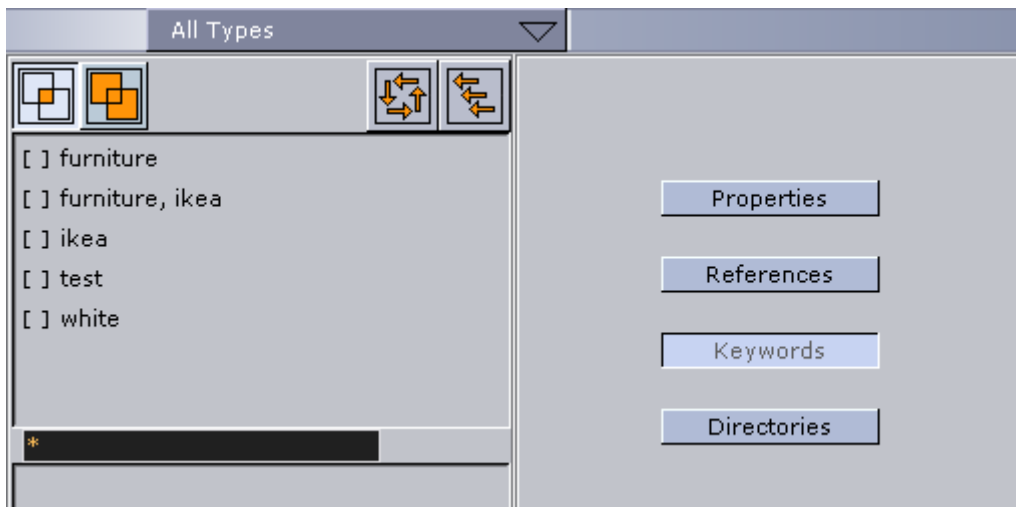 All Types
[ ] furniture
[ ] furniture, ikea
[ ] ikea
[ ] test
[ ] white
*
Properties
References
Keywords
Directories